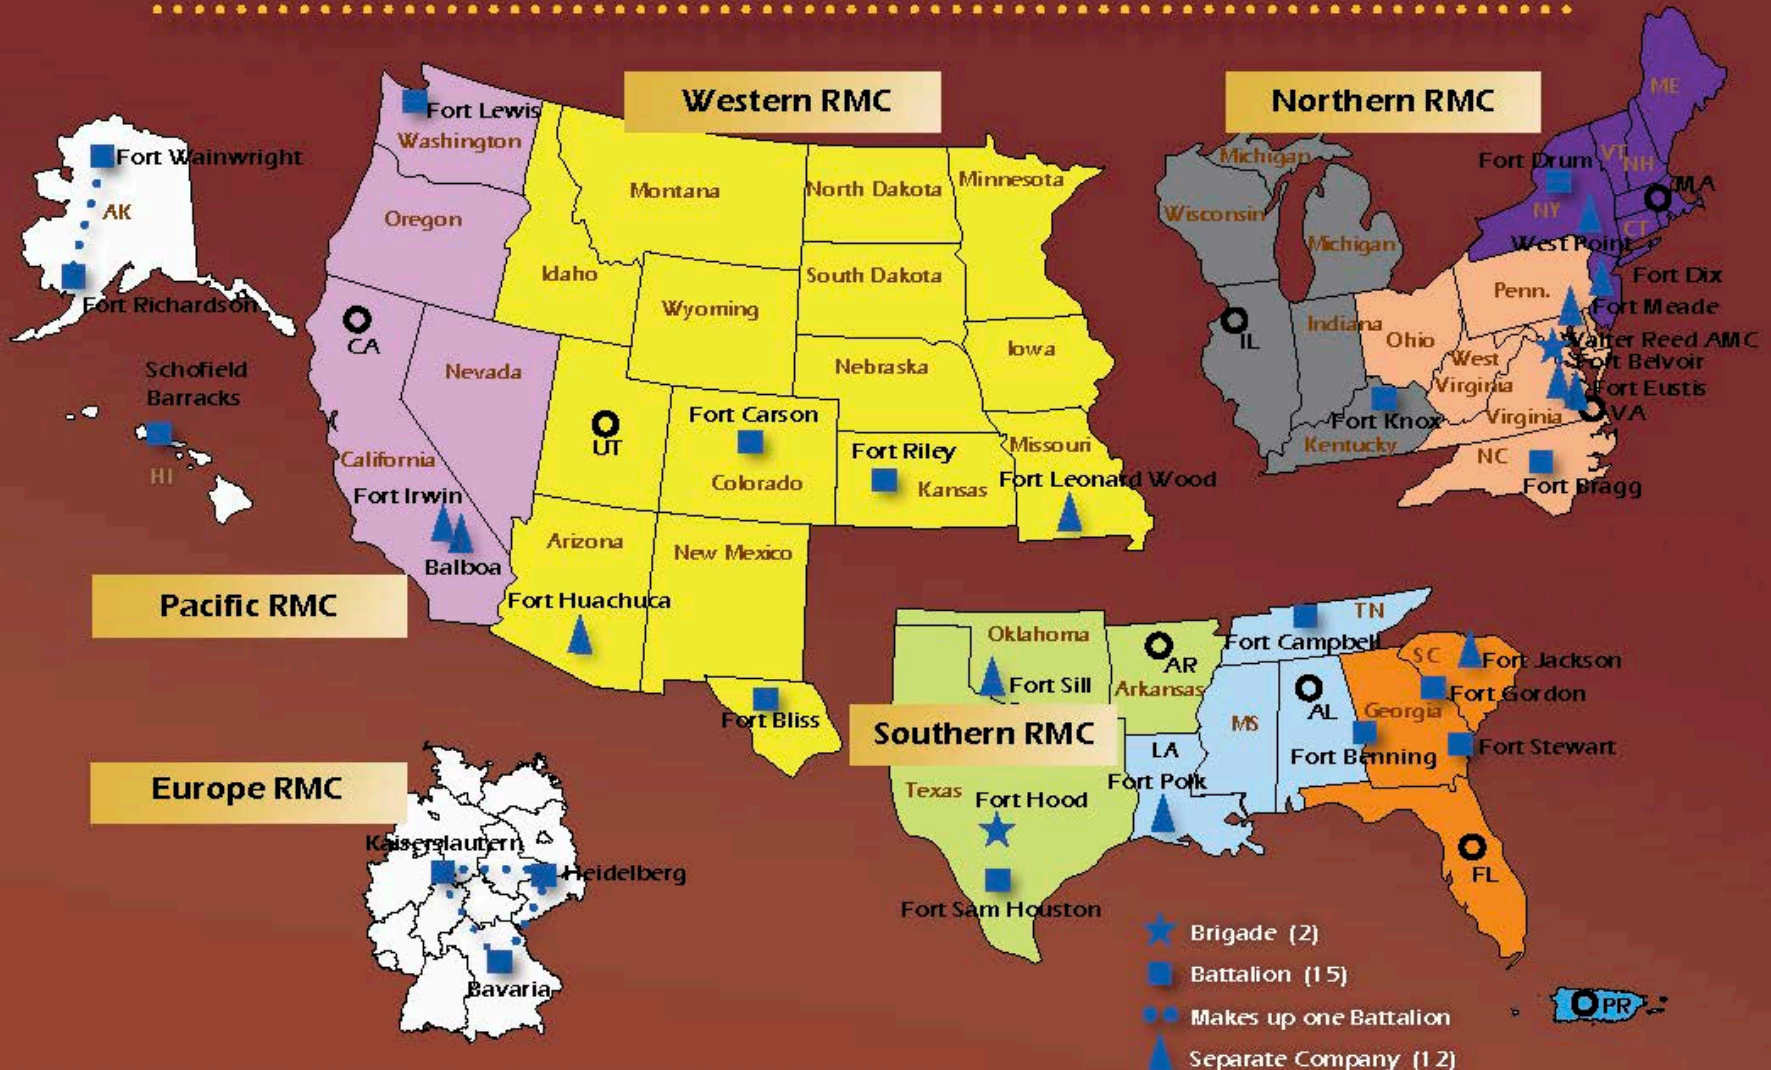 Western RMC
Northern RMC
ME
Fort Lewis
Washington
Fort Wainwright
AK
Fort Richardson
Oregon
Montana
North Dakota
Minnesota
Idaho
South Dakota
Wyoming
CA
Nevada
Nebraska
Iowa
Schofield
Barracks
HI
UT
Fort Carson
Colorado
Fort Riley
Kansas
Missouri
Fort Leonard Wood
California
Fort Irwin
Balboa
Arizona
New Mexico
Fort Huachuca
Fort Bliss
Michigan
Wisconsin
Michigan
Fort Drum
VT
NH
MA
NY
CT
West Point
Fort Dix
Penn.
Fort Meade
IL
Indiana
Ohio
Walter Reed AMC
West
Virginia
Fort Belvoir
Fort Eustis
VA
Virginia
Fort Knox
Kentucky
NC
Fort Bragg
Pacific RMC
Europe RMC
Kaiserslautern
Heidelberg
Bavaria
Oklahoma
Fort Sill
AR
Arkansas
TN
Fort Campbell
SC
Fort Jackson
Fort Gordon
AL
Georgia
MS
Southern RMC
LA
Fort Benning
Fort Stewart
Texas
Fort Hood
Fort Polk
FL
Fort Sam Houston
Brigade (2)
Battalion (15)
Makes up one Battalion
Separate Company (12)
PR